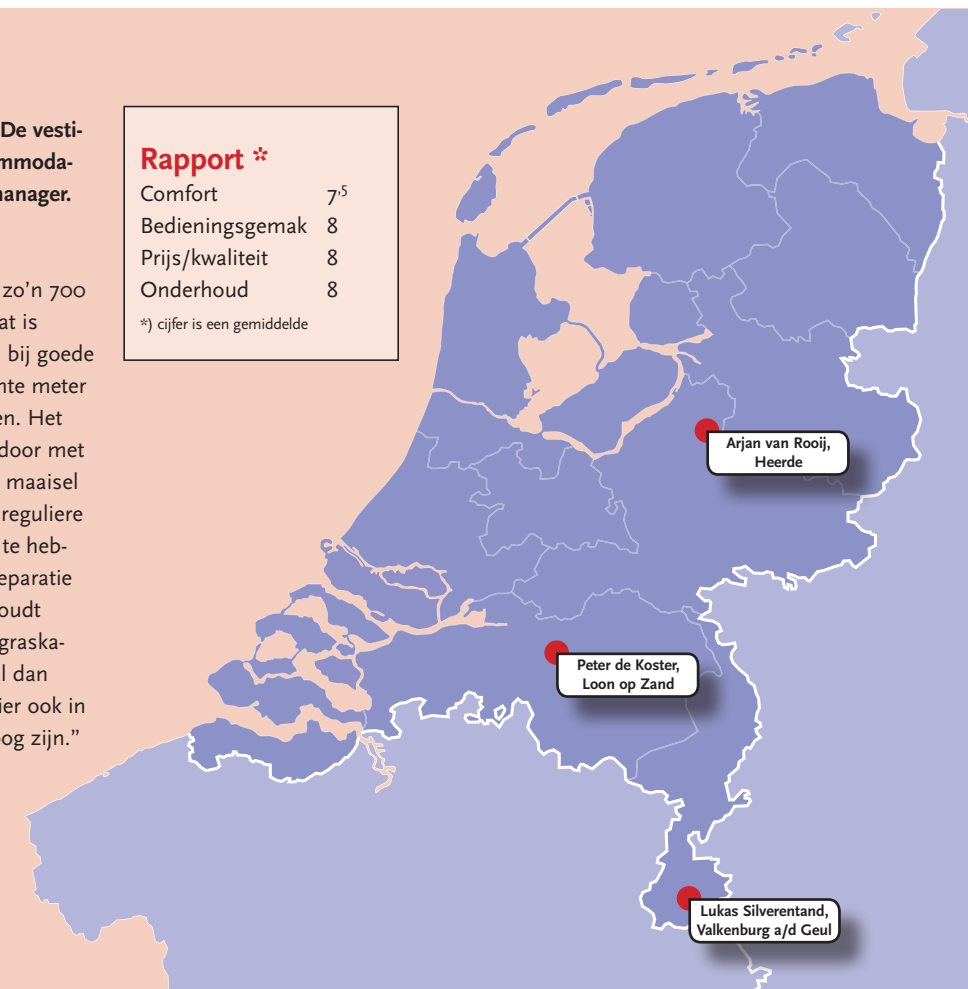 De vesti-
mmoda-
nanager.
zo’n 700
at is
bij goede
nte meter
en. Het
door met
maaisel
reguliere
te heb-
eparatie
oudt
graska-
l dan
ier ook in
oog zijn.”
Rapport *
Comfort 7,5
Bedieningsgemak 8
Prijs/kwaliteit 8
Onderhoud 8
*) cijfer is een gemiddelde
Arjan van Rooij,
Heerde
Peter de Koster,
Loon op Zand
Lukas Silverentand,
Valkenburg a/d Geul